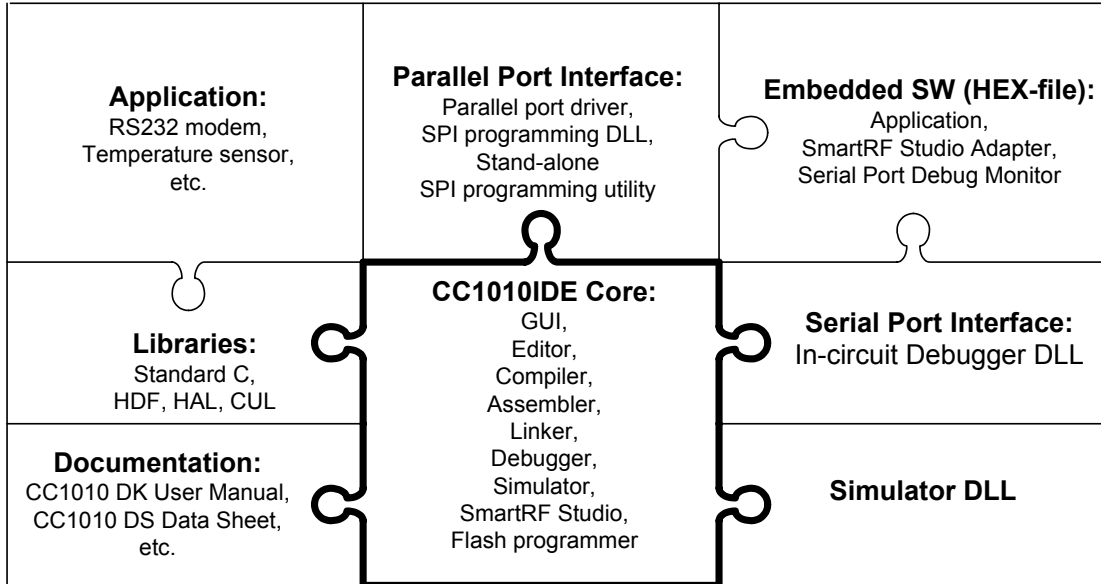 Application:
RS232 modem,
Temperature sensor,
etc.
Parallel Port Interface:
Parallel port driver,
SPI programming DLL,
Stand-alone
SPI programming utility
Embedded SW (HEX-file):
Application,
SmartRF Studio Adapter,
Serial Port Debug Monitor
Libraries:
Standard C,
HDF, HAL, CUL
CC1010IDE Core:
GUI,
Editor,
Compiler,
Assembler,
Linker,
Debugger,
Simulator,
SmartRF Studio,
Flash programmer
Serial Port Interface:
In-circuit Debugger DLL
Documentation:
CC1010 DK User Manual,
CC1010 DS Data Sheet,
etc.
Simulator DLL